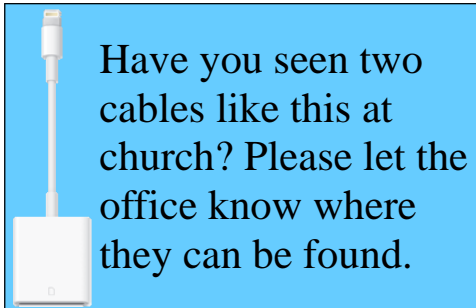 Have you seen two
cables like this at
church? Please let the
office know where
they can be found.